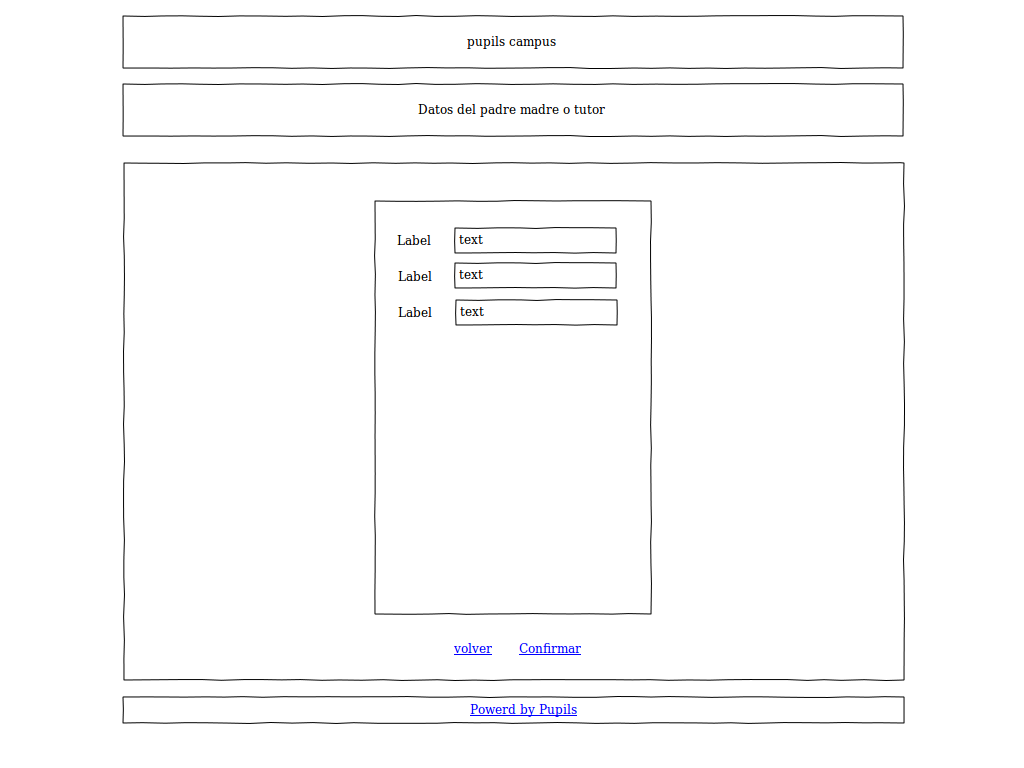 pupils campus
Datos del padre madre o tutor
Label text
Label text
Label text
volver Confirmar
Powerd by Pupils